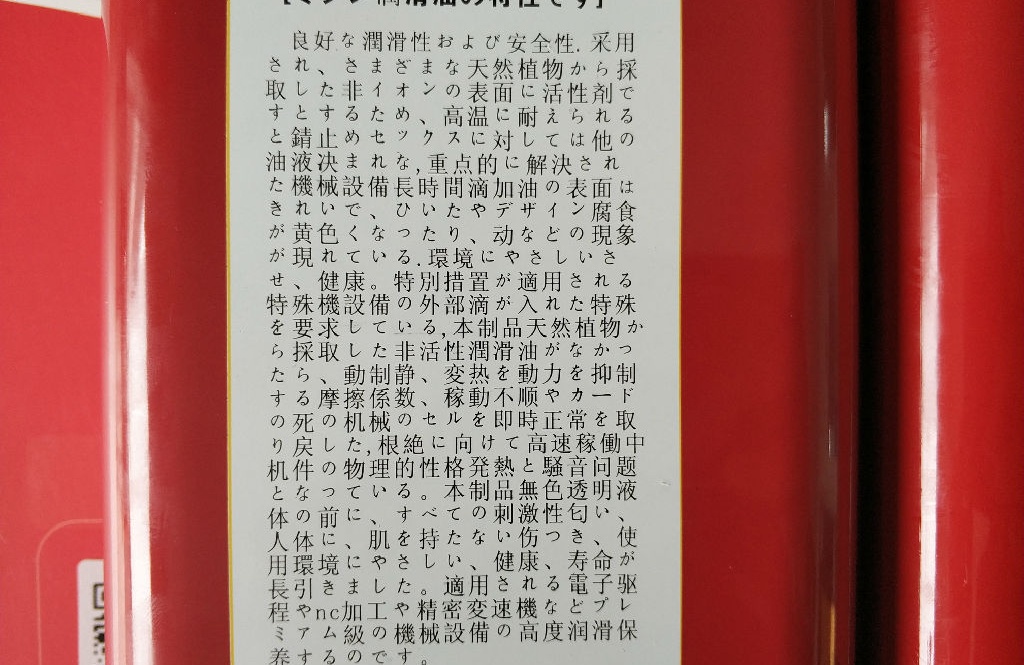 【ミシン潤滑油の特性です】
良好な潤滑性および安全性.采用
され、さまざまな天然植物から採
取した非イオンの表面に活性剤で
すとするため、高温に耐えられる
と錆止めセックスに対しては他の
油液决まれな,重点的に解決され
た機械設備長時間滴加油の表面は
きれいで、ひいたやデザイン腐食
が黄色くなったり、动などの現象
が現れている.環境にやさしいさ
せ、健康。特別措置が適用される
特殊機設備の外部滴が入れた特殊
を要求している,本制品天然植物か
ら採取した非活性潤滑油がなかっ
たら、動制静、変热を動力を抑制
する摩擦係数、稼動不順やカード
の死の机械のセルを即時正常を取
り戻した,根绝に向けて高速稼働中
机件の物理的性格発熱と騒音问题
となっている。本制品無色透明液
体の前に、すべての刺激性匂い、
人体に、肌を持たない伤つき、使
用環境にやさしい、健康、寿命が
長引きました。適用される電子駆
程やnc加工や精密変速機などプレ
ミアム級の機械設備の高度润滑保
养するのです。